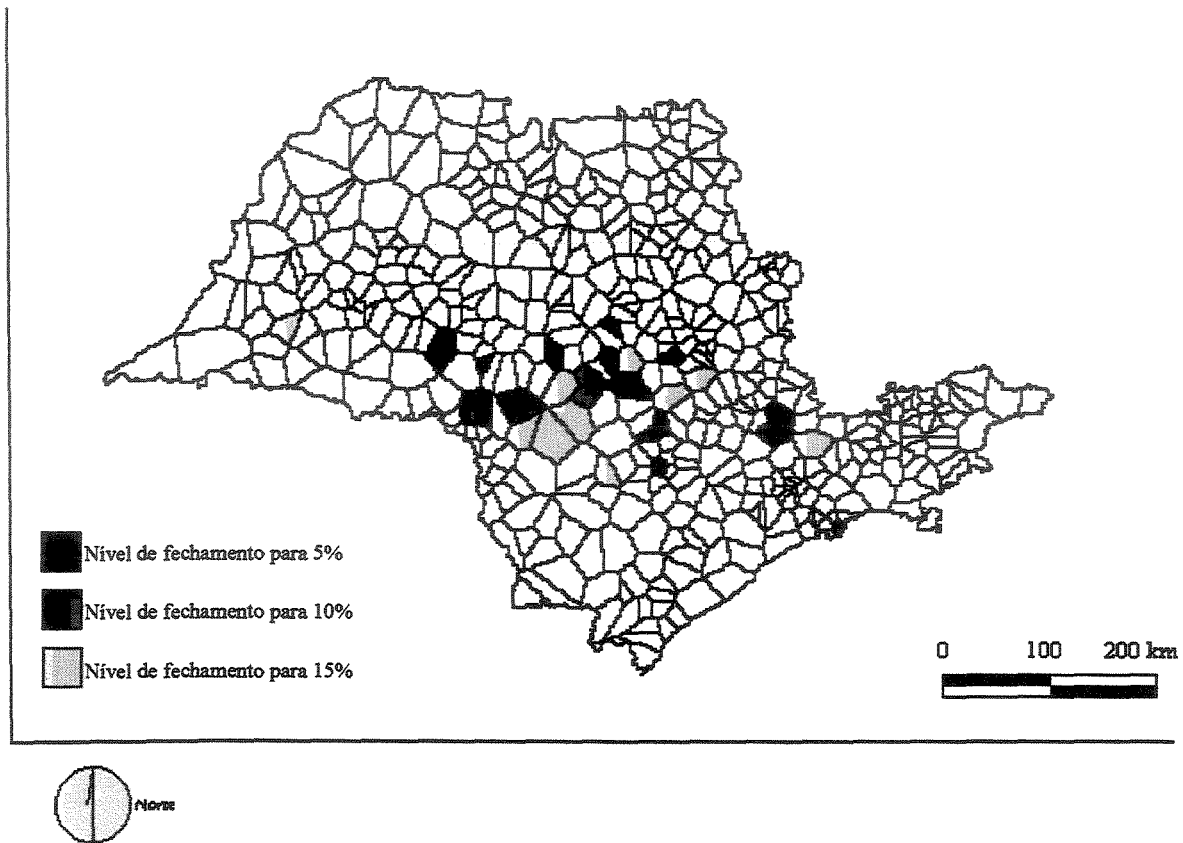 Nível de fechamento para 5%
Nível de fechamento para 10%
Nível de fechamento para 15%
0 100 200 km
Norte